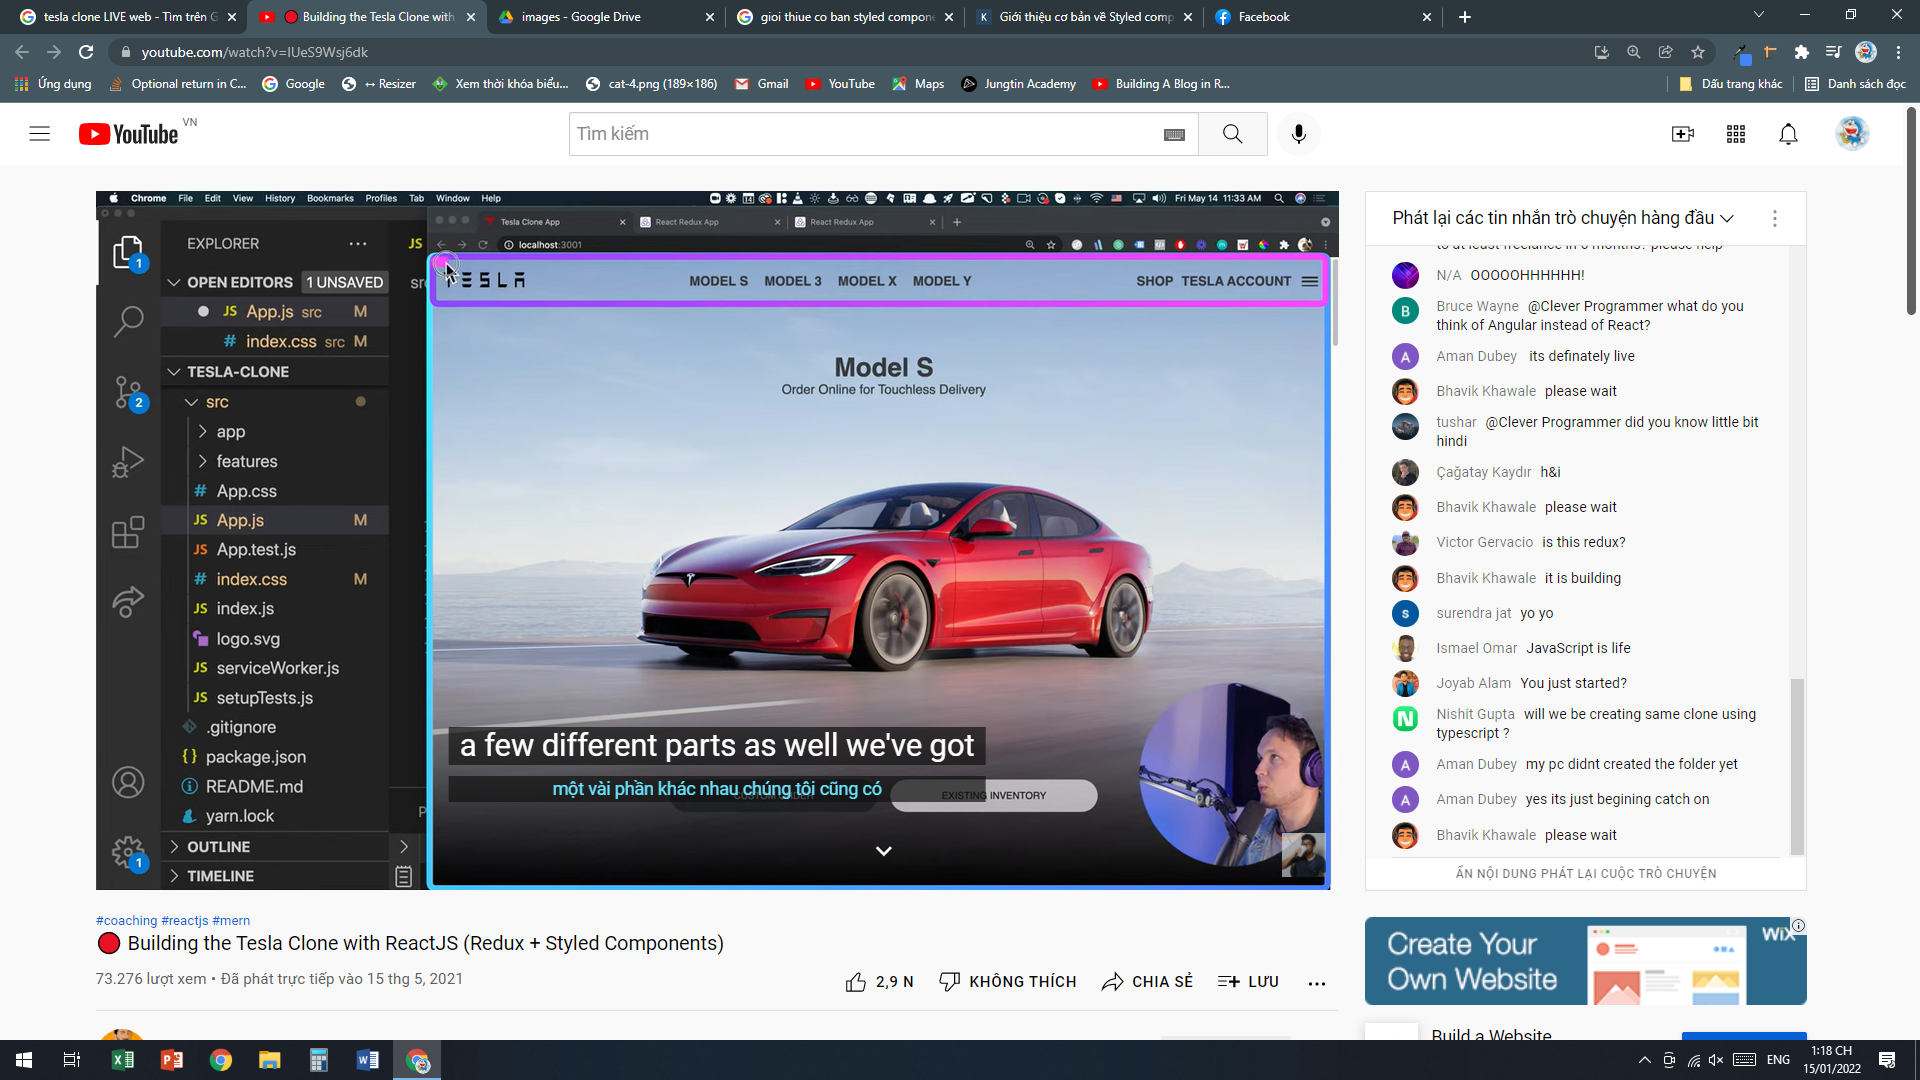 tesla clone LIVE web - Tìm trên G
Building the Tesla Clone with
images - Google Drive
gioi thiue co ban styled compone
Giới thiệu cơ bản về Styled comp
Facebook
youtube.com/watch?v=IUeS9Wsj6dk
Ứng dụng
Optional return in C...
Google
↔ Resizer
Xem thời khóa biểu...
cat-4.png (189×186)
Gmail
YouTube
Maps
Jungtin Academy
Building A Blog in R...
Dấu trang khác
Danh sách đọc
YouTube VN
Tìm kiếm
Chrome File Edit View History Bookmarks Profiles Tab Window Help
Fri May 14 11:33 AM
Tesla Clone App
React Redux App
React Redux App
localhost:3001
EXPLORER
OPEN EDITORS 1 UNSAVED
JS App.js src M
# index.css src M
TESLA-CLONE
src
app
features
# App.css
JS App.js M
JS App.test.js
# index.css M
JS index.js
logo.svg
JS serviceWorker.js
JS setupTests.js
.gitignore
{} package.json
README.md
yarn.lock
OUTLINE
TIMELINE
TESLA
MODEL S MODEL 3 MODEL X MODEL Y
SHOP TESLA ACCOUNT
Model S
Order Online for Touchless Delivery
a few different parts as well we've got
một vài phần khác nhau chúng tôi cũng có
CUSTOM ORDER
EXISTING INVENTORY
Phát lại các tin nhắn trò chuyện hàng đầu
to at least freelance in 6 months? please help
N/A OOOOOHHHHHH!
Bruce Wayne @Clever Programmer what do you
think of Angular instead of React?
Aman Dubey its definately live
Bhavik Khawale please wait
tushar @Clever Programmer did you know little bit
hindi
Çağatay Kaydır h&i
Bhavik Khawale please wait
Victor Gervacio is this redux?
Bhavik Khawale it is building
surendra jat yo yo
Ismael Omar JavaScript is life
Joyab Alam You just started?
Nishit Gupta will we be creating same clone using
typescript ?
Aman Dubey my pc didnt created the folder yet
Aman Dubey yes its just begining catch on
Bhavik Khawale please wait
ẨN NỘI DUNG PHÁT LẠI CUỘC TRÒ CHUYỆN
#coaching #reactjs #mern
Building the Tesla Clone with ReactJS (Redux + Styled Components)
73.276 lượt xem • Đã phát trực tiếp vào 15 thg 5, 2021
2,9 N
KHÔNG THÍCH
CHIA SẺ
LƯU
Create Your
Own Website
WiX
Build a Website
ENG
1:18 CH
15/01/2022